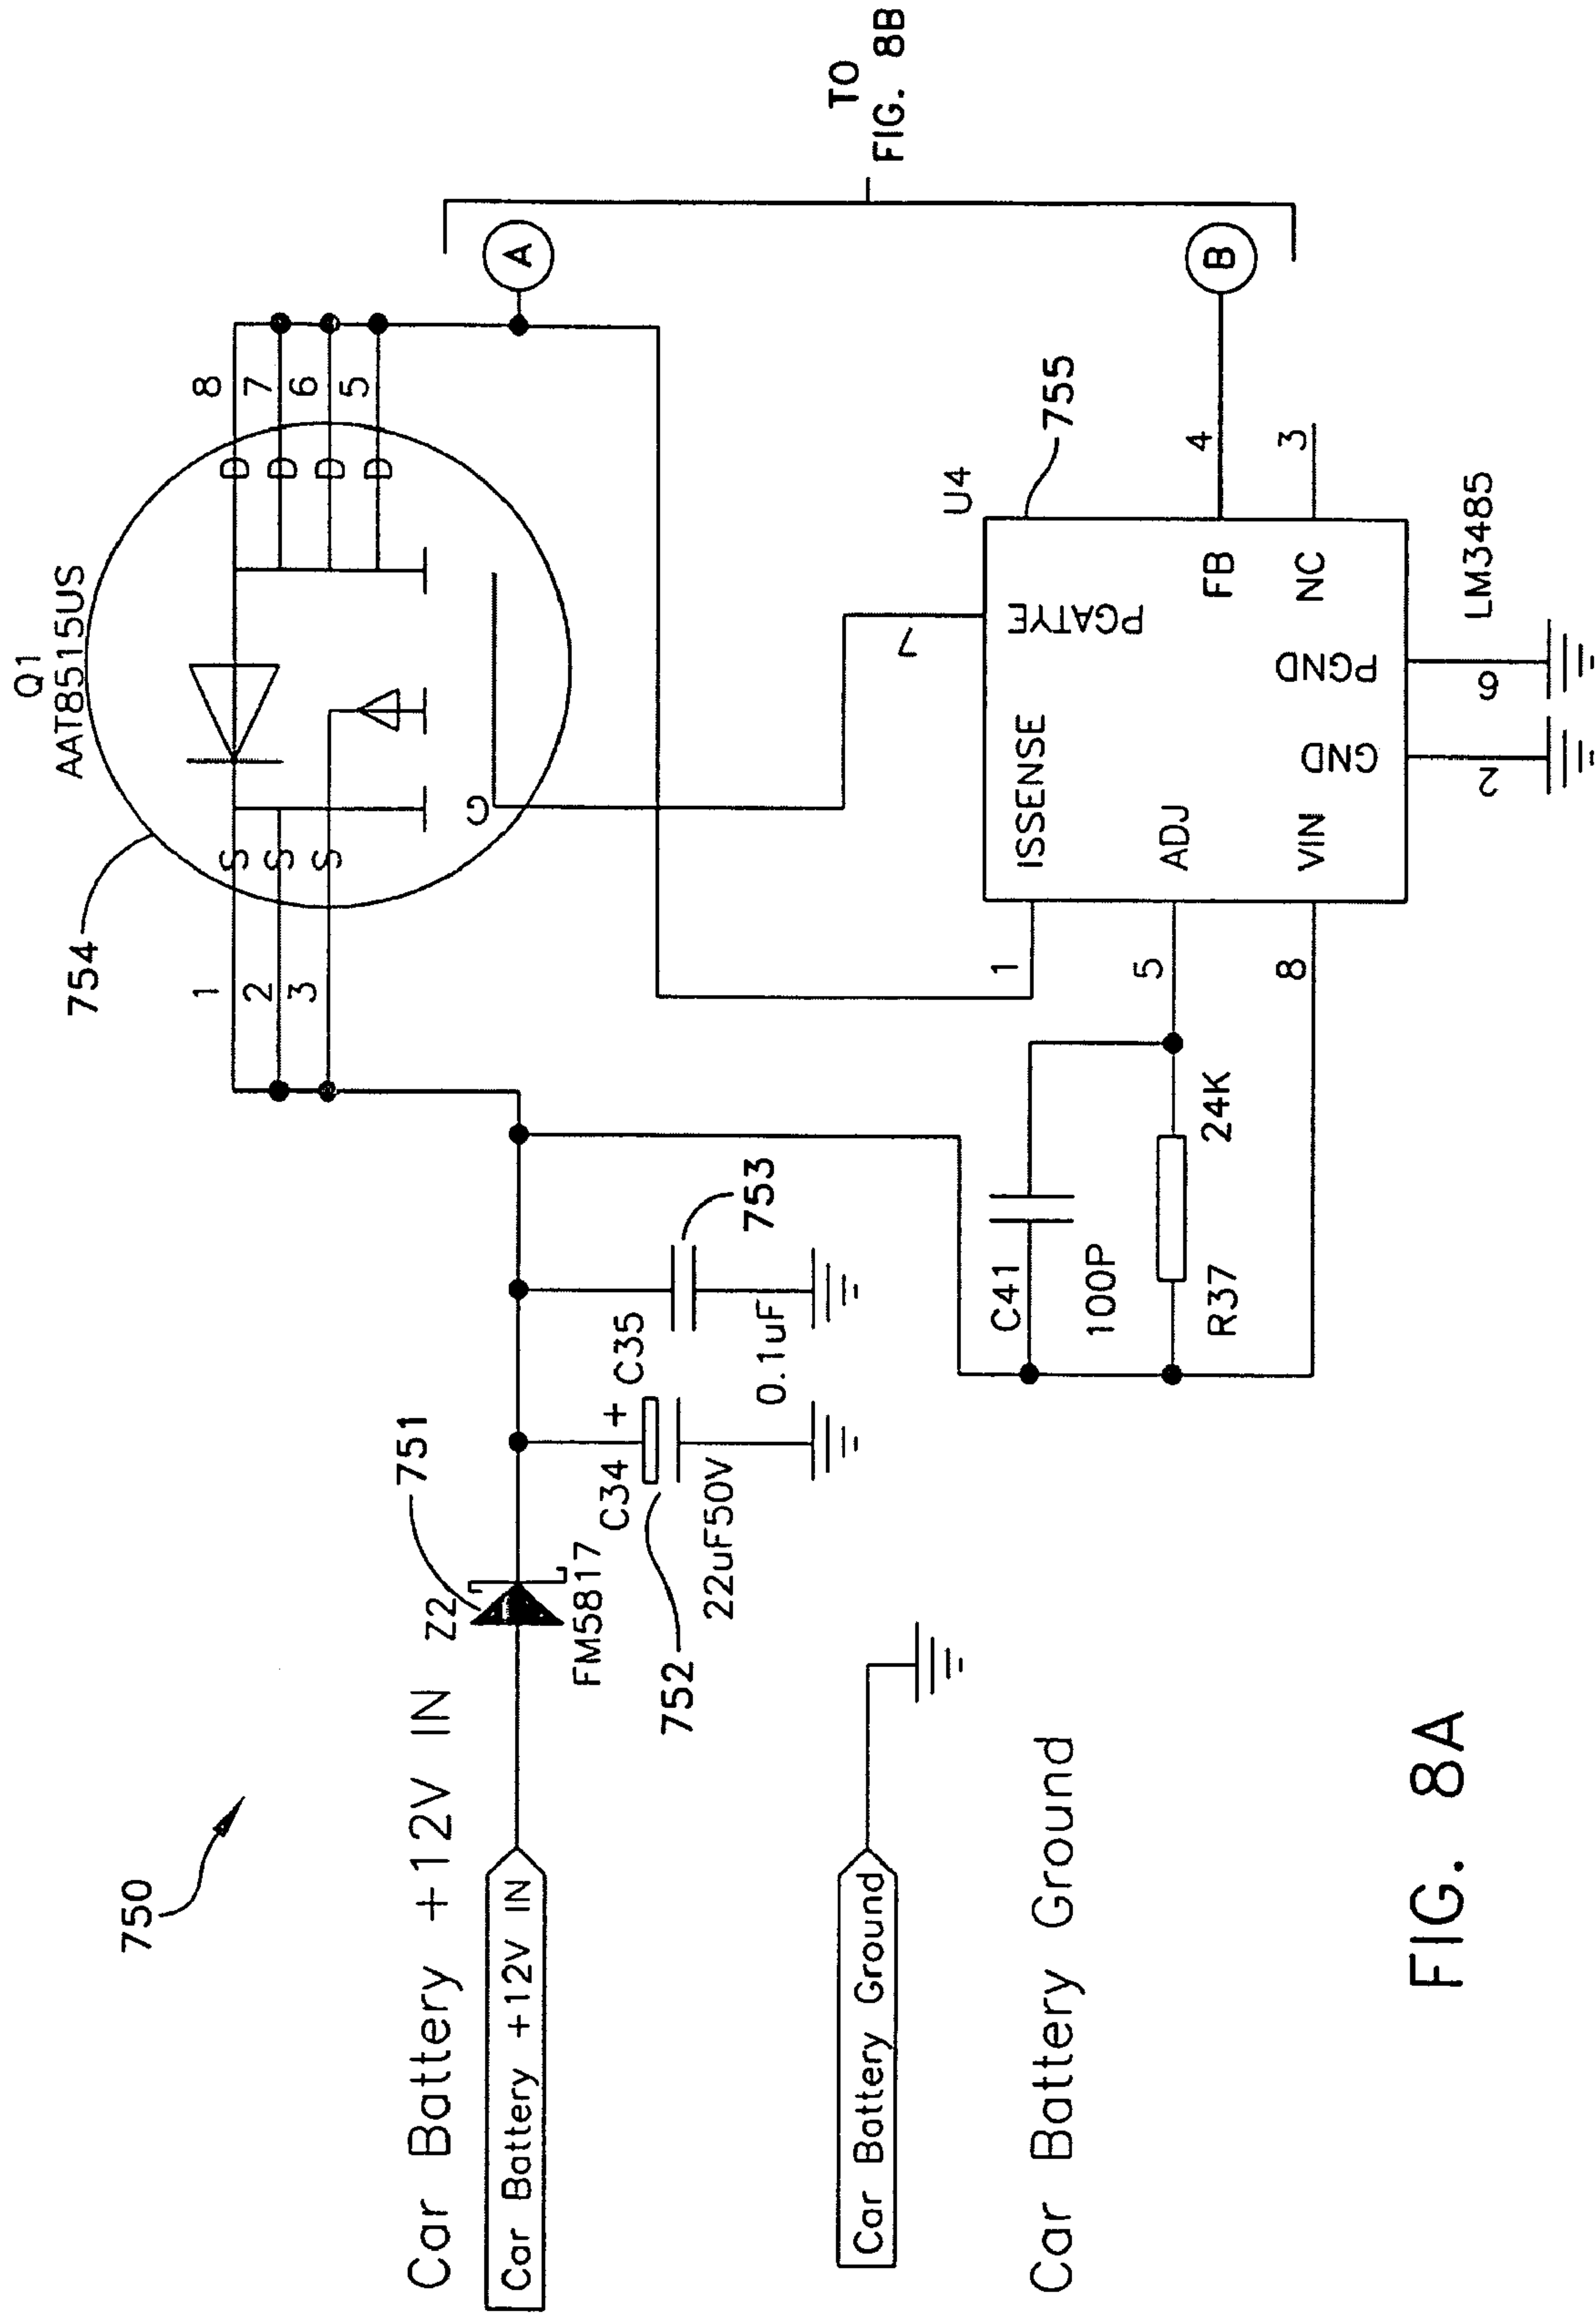 750
Car Battery +12V IN
Car Battery +12V IN
Car Battery Ground
Car Battery Ground
Z2
751
FM5817
C34
+
22uF50V
752
C35
0.1uF
753
754
Q1
AAT8515US
1
2
3
S
S
S
G
D
D
D
D
8
7
6
5
A
TO
FIG. 8B
B
U4
755
ISSENSE
PGATYE
ADJ
FB
VIN
GND
PGND
NC
LM3485
1
5
8
7
4
3
2
6
C41
100P
R37
24K
FIG. 8A